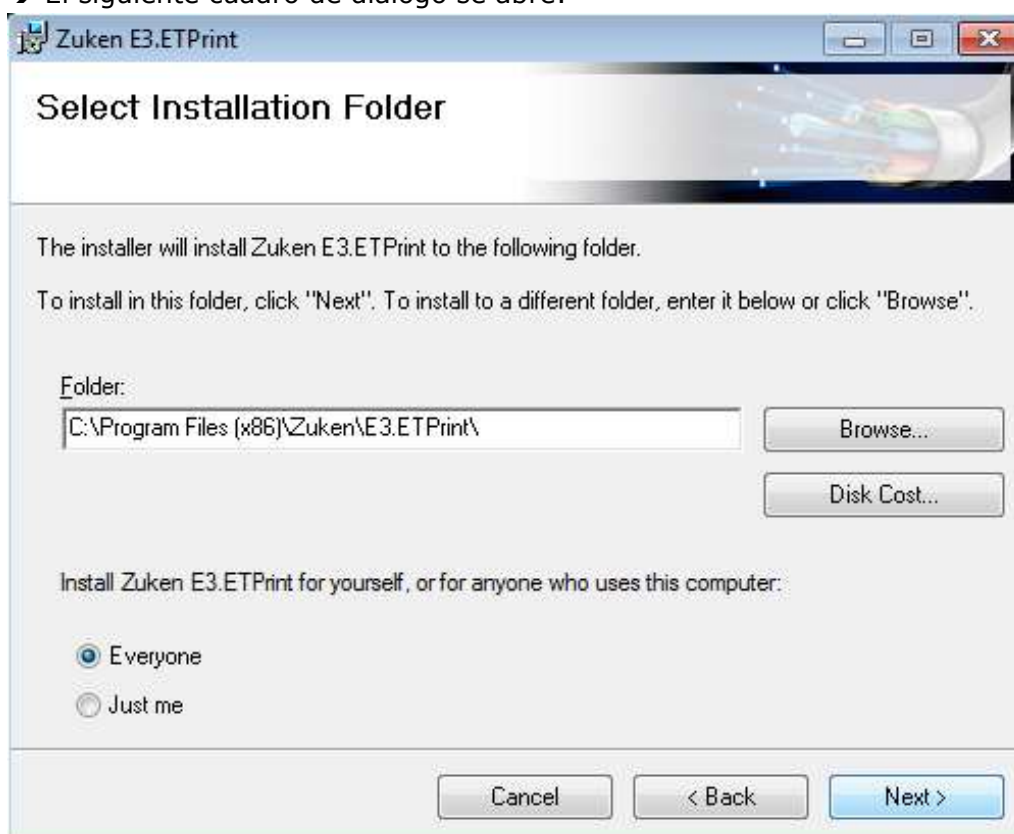 El siguiente cuadro de diálogo se abre:
Zuken E3.ETPrint
Select Installation Folder
The installer will install Zuken E3.ETPrint to the following folder.
To install in this folder, click "Next". To install to a different folder, enter it below or click "Browse".
Folder:
C:\Program Files (x86)\Zuken\E3.ETPrint\
Browse...
Disk Cost...
Install Zuken E3.ETPrint for yourself, or for anyone who uses this computer:
Everyone
Just me
Cancel
< Back
Next >